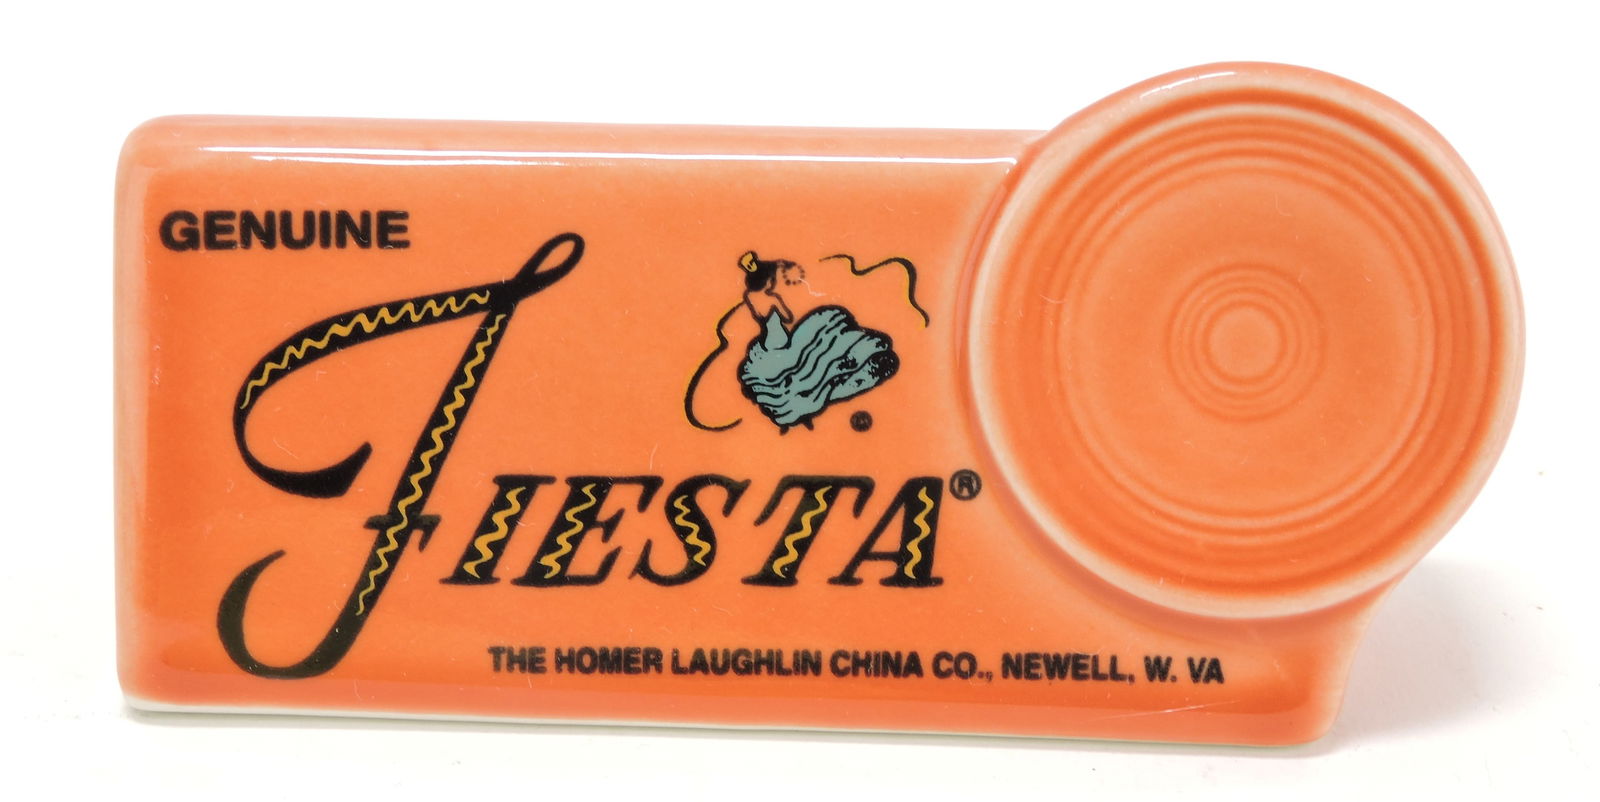 GENUINE
FIESTA®
THE HOMER LAUGHLIN CHINA CO., NEWELL, W. VA